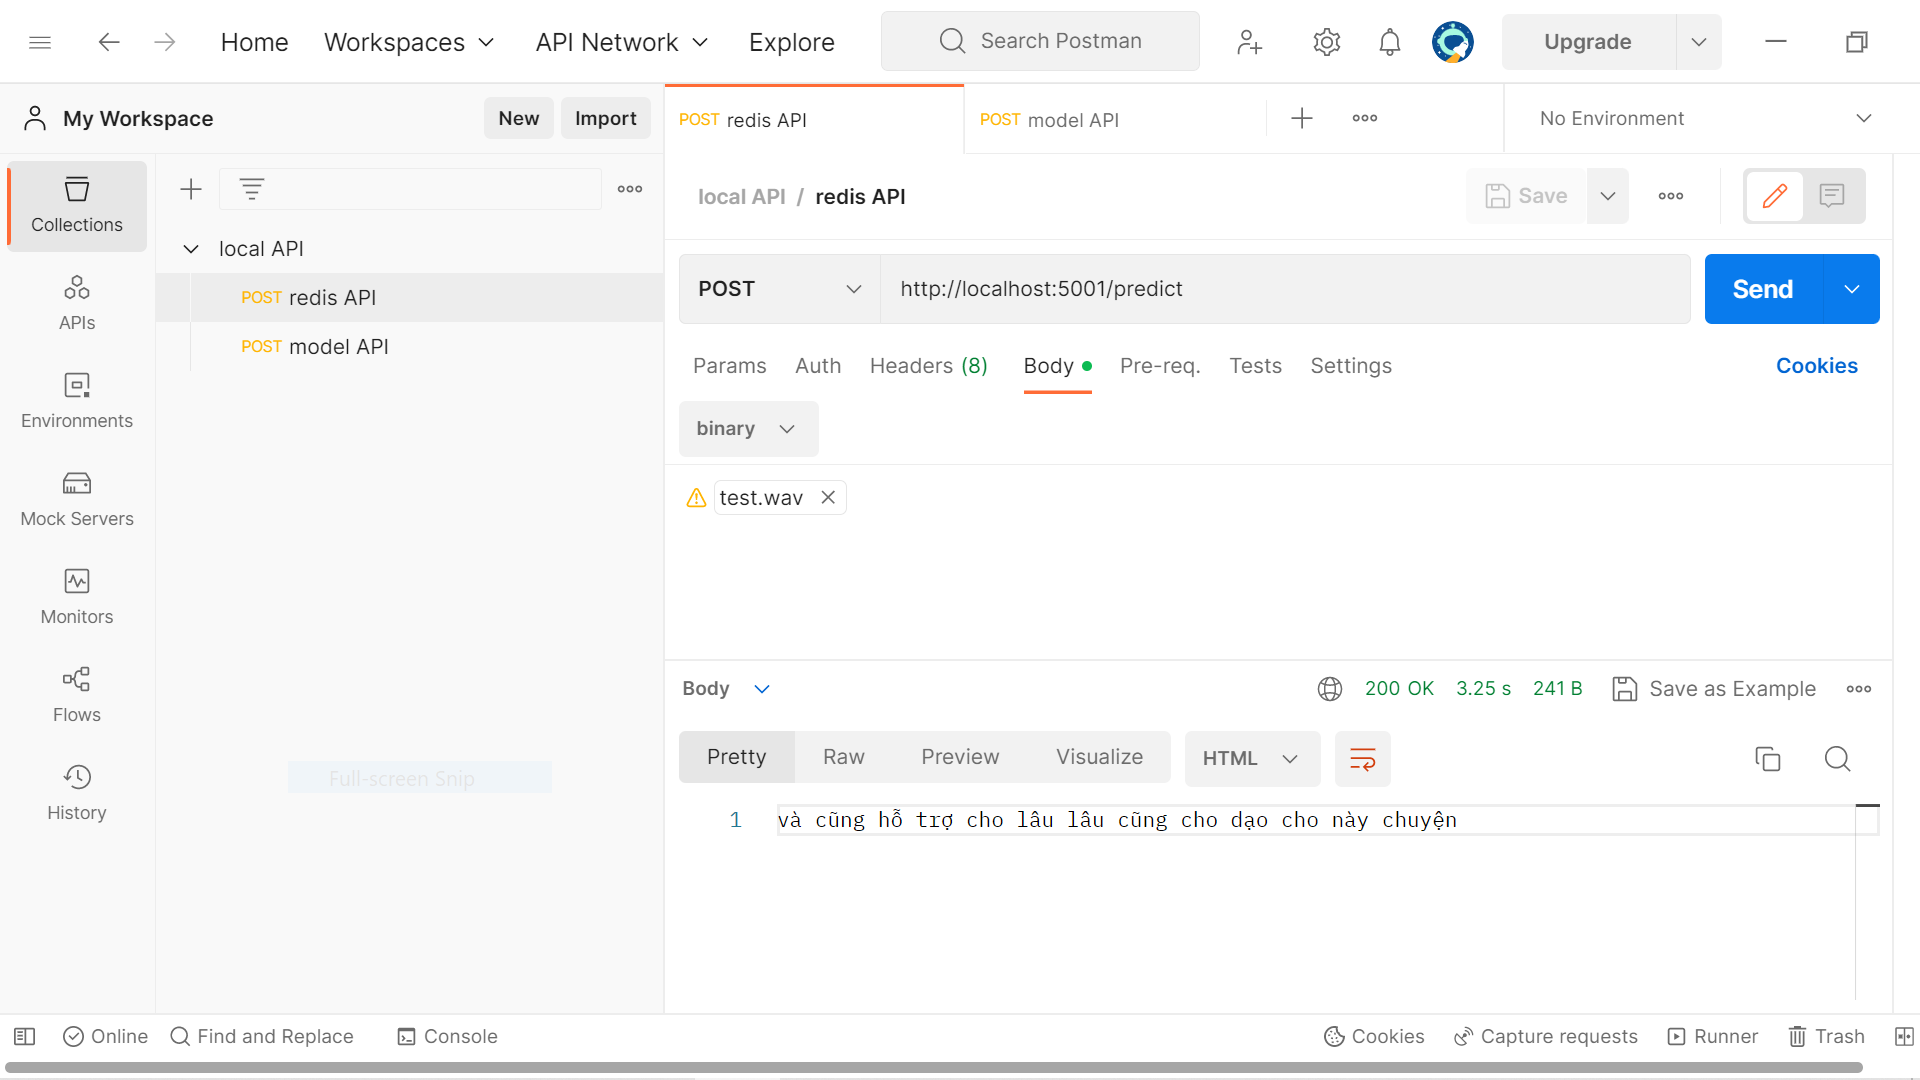 Home Workspaces API Network Explore Search Postman Upgrade
My Workspace New Import
POST redis API POST model API No Environment
Collections
APIs
Environments
Mock Servers
Monitors
Flows
History
local API
POST redis API
POST model API
Full-screen Snip
local API / redis API Save
POST http://localhost:5001/predict Send
Params Auth Headers (8) Body Pre-req. Tests Settings Cookies
binary
test.wav
Body 200 OK 3.25 s 241 B Save as Example
Pretty Raw Preview Visualize HTML
1 và cũng hỗ trợ cho lâu lâu cũng cho dạo cho này chuyện
Online Find and Replace Console Cookies Capture requests Runner Trash